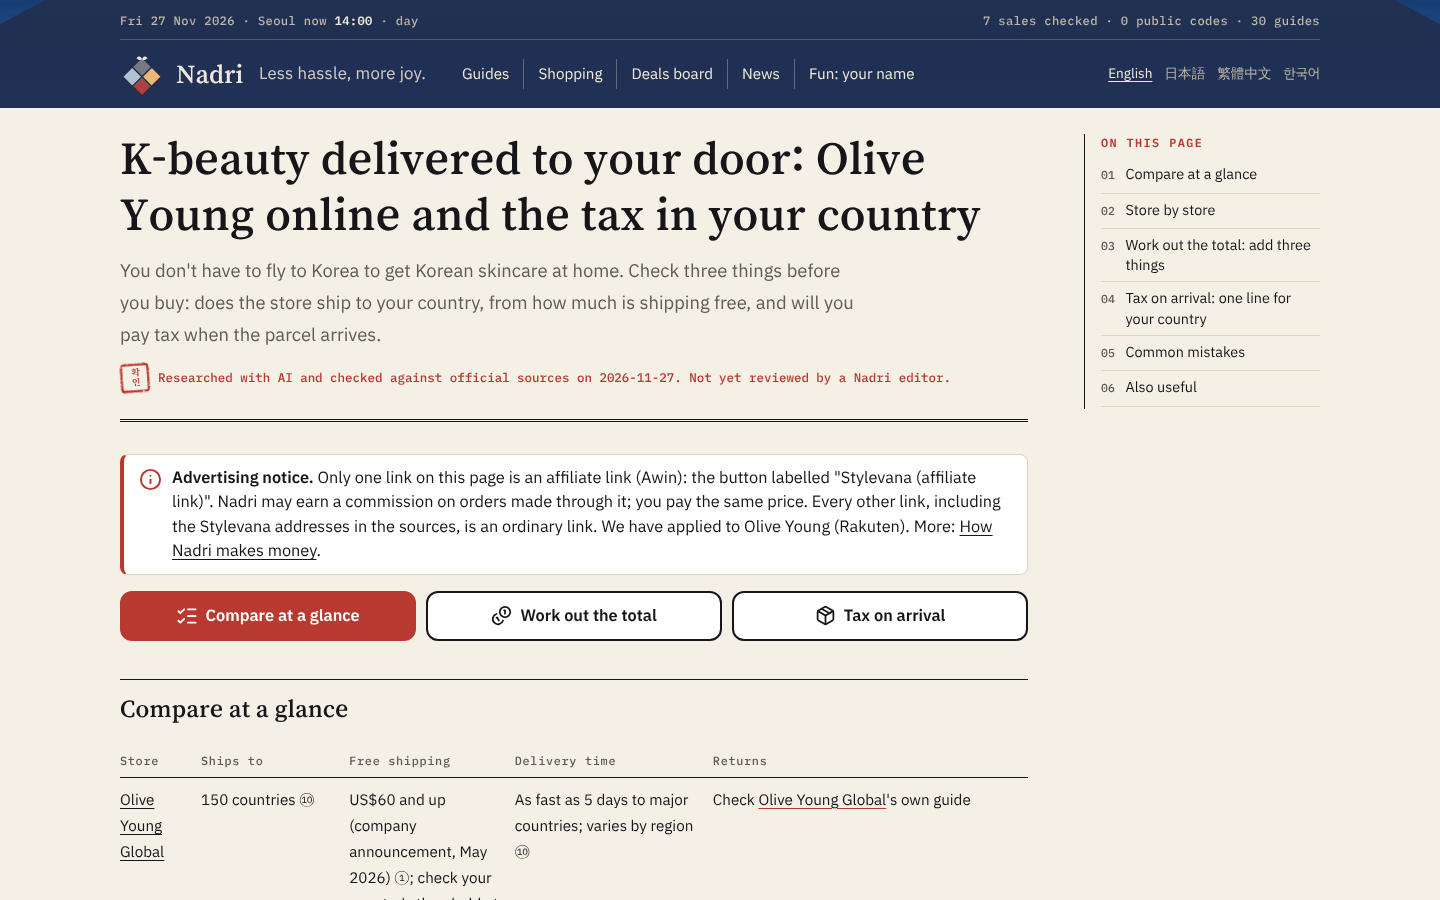 Fri 27 Nov 2026 · Seoul now 14:00 · day
7 sales checked · 0 public codes · 30 guides
Nadri
Less hassle, more joy.
Guides
Shopping
Deals board
News
Fun: your name
English
日本語
繁體中文
한국어
K-beauty delivered to your door: Olive
Young online and the tax in your country
You don't have to fly to Korea to get Korean skincare at home. Check three things before
you buy: does the store ship to your country, from how much is shipping free, and will you
pay tax when the parcel arrives.
확
인
Researched with AI and checked against official sources on 2026-11-27. Not yet reviewed by a Nadri editor.
Advertising notice. Only one link on this page is an affiliate link (Awin): the button labelled "Stylevana (affiliate
link)". Nadri may earn a commission on orders made through it; you pay the same price. Every other link, including
the Stylevana addresses in the sources, is an ordinary link. We have applied to Olive Young (Rakuten). More: How
Nadri makes money.
Compare at a glance
Work out the total
Tax on arrival
Compare at a glance
Store
Ships to
Free shipping
Delivery time
Returns
Olive
Young
Global
150 countries ⑩
US$60 and up
(company
announcement, May
2026) ①; check your
As fast as 5 days to major
countries; varies by region
⑩
Check Olive Young Global's own guide
ON THIS PAGE
01 Compare at a glance
02 Store by store
03 Work out the total: add three
things
04 Tax on arrival: one line for
your country
05 Common mistakes
06 Also useful